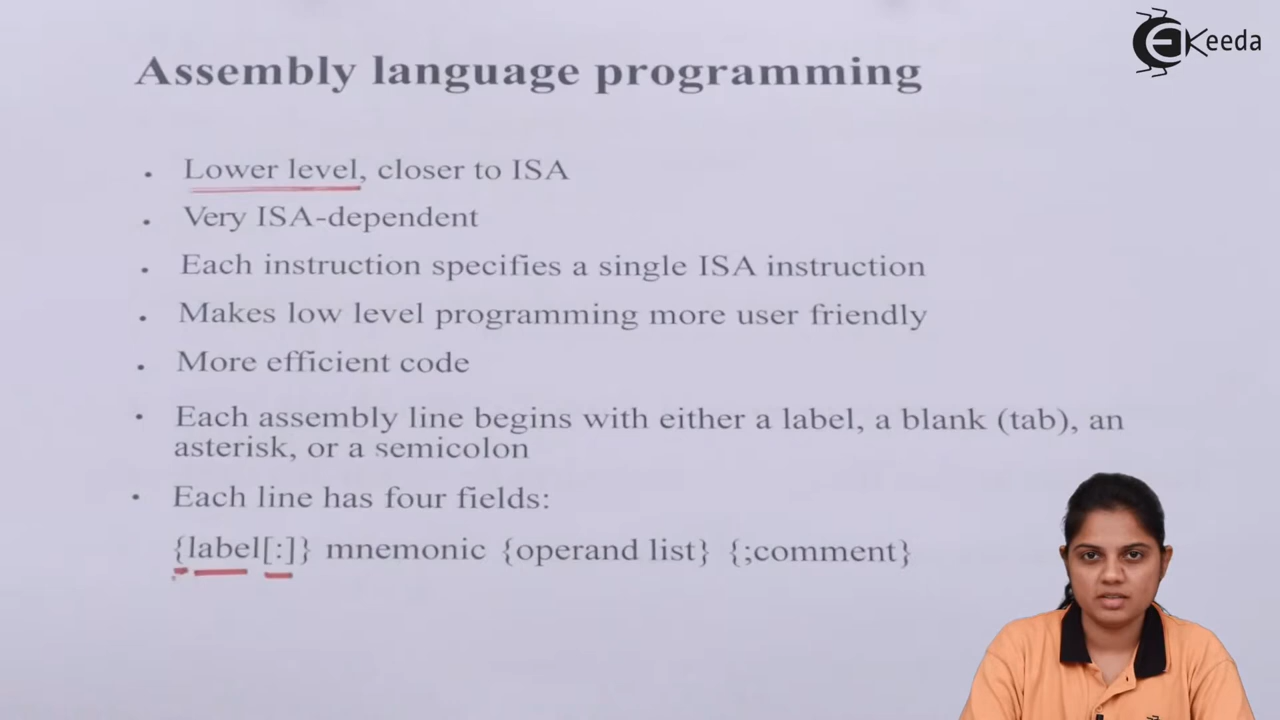 EKeeda
Assembly language programming
. Lower level, closer to ISA
. Very ISA-dependent
. Each instruction specifies a single ISA instruction
. Makes low level programming more user friendly
. More efficient code
• Each assembly line begins with either a label, a blank (tab), an
asterisk, or a semicolon
• Each line has four fields:
{label[:]} mnemonic {operand list} {;comment}